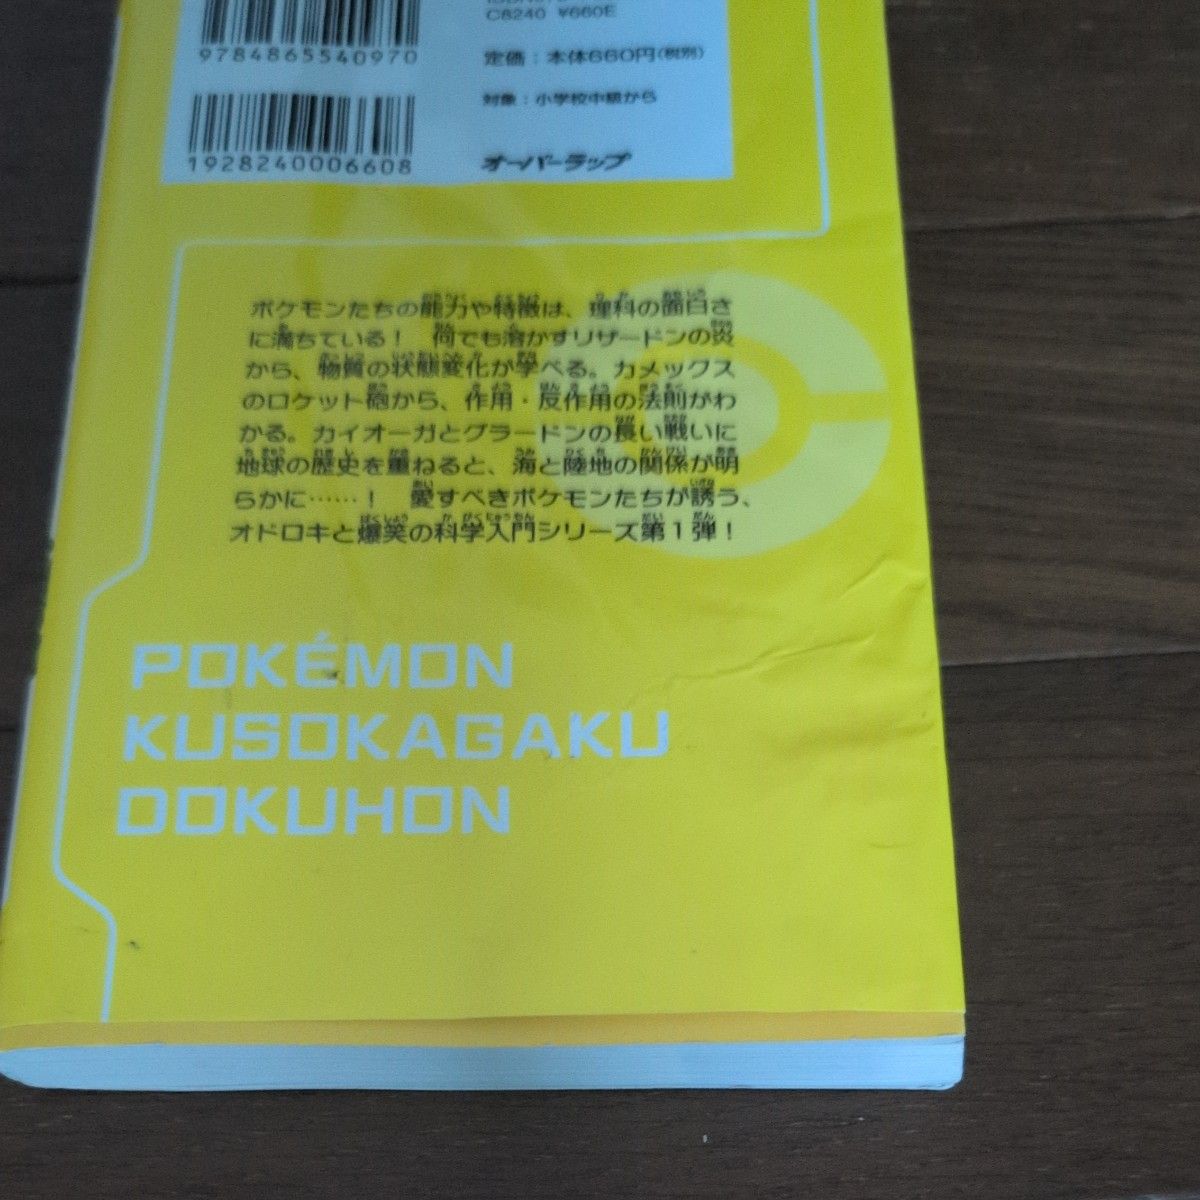 C8240 ¥660E
9784865540970
定価：本体660円(税別)
対象：小学校中級から
1928240006608
オーバーラップ
ポケモンたちの能力や特徴は、理科の面白さ
に満ちている！ 何でも溶かすリザードンの炎
から、物質の状態変化が学べる。カメックス
のロケット砲から、作用・反作用の法則がわ
かる。カイオーガとグラードンの長い戦いに
地球の歴史を重ねると、海と陸地の関係が明
らかに……！ 愛すべきポケモンたちが誘う、
オドロキと爆笑の科学入門シリーズ第1弾！
POKÉMON
KUSOKAGAKU
DOKUHON